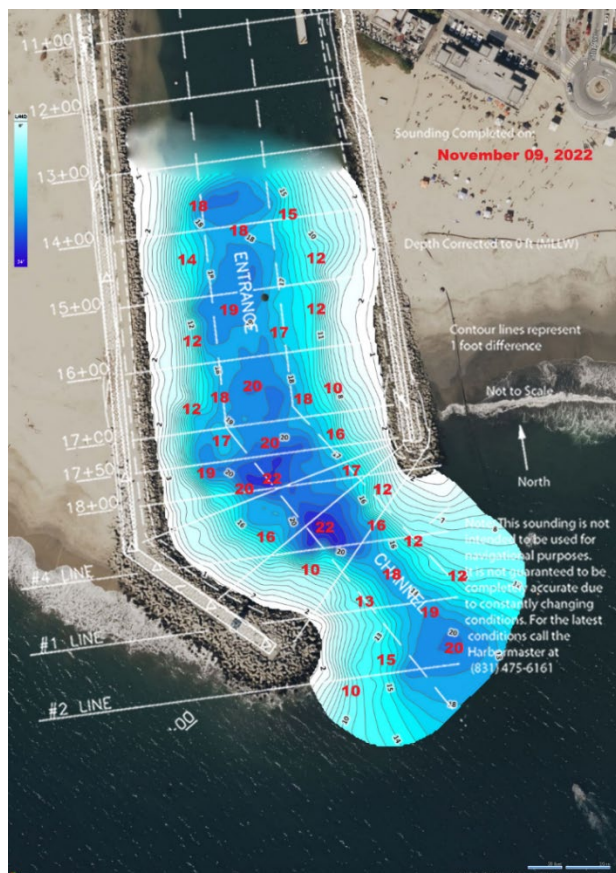 11+00
12+00
13+00
14+00
15+00
16+00
17+00
17+50
18+00
#4 LINE
#1 LINE
#2 LINE
Sounding Completed on:
November 09, 2022
Depth Corrected to 0 ft (MLLW)
Contour lines represent
1 foot difference
Not to Scale
North
Note: This sounding is not
intended to be used for
navigational purposes.
It is not guaranteed to be
completely accurate due
to constantly changing
conditions. For the latest
conditions call the
Harbormaster at
(831) 475-6161
ENTRANCE
CHANNEL
18
15
18
14
12
19
12
12
17
20
10
18
18
12
16
17
20
19
22
17
20
12
22
16
16
12
10
18
12
13
19
20
15
10